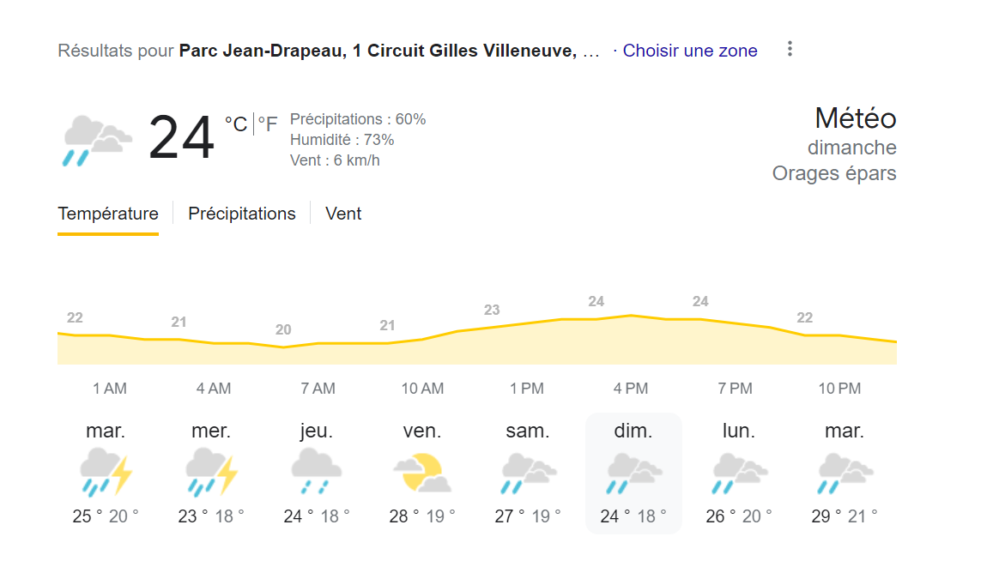 Résultats pour Parc Jean-Drapeau, 1 Circuit Gilles Villeneuve, … · Choisir une zone
24 °C °F
Précipitations : 60%
Humidité : 73%
Vent : 6 km/h
Météo
dimanche
Orages épars
Température Précipitations Vent
22 21 20 21 23 24 24 22
1 AM 4 AM 7 AM 10 AM 1 PM 4 PM 7 PM 10 PM
mar. mer. jeu. ven. sam. dim. lun. mar.
25 ° 20 ° 23 ° 18 ° 24 ° 18 ° 28 ° 19 ° 27 ° 19 ° 24 ° 18 ° 26 ° 20 ° 29 ° 21 °